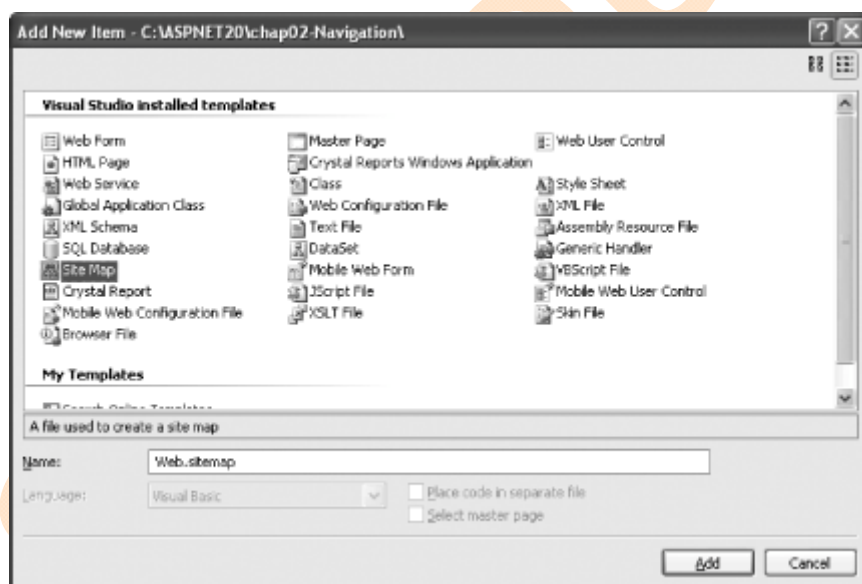 Add New Item - C:\ASPNET20\chap02-Navigation\
Visual Studio installed templates
Web Form
Master Page
Web User Control
HTML Page
Crystal Reports Windows Application
Web Service
Class
Style Sheet
Global Application Class
Web Configuration File
XML File
XML Schema
Text File
Assembly Resource File
SQL Database
DataSet
Generic Handler
Site Map
Mobile Web Form
VBScript File
Crystal Report
JScript File
Mobile Web User Control
Mobile Web Configuration File
XSLT File
Skin File
Browser File
My Templates
Search Online Templates
A file used to create a site map
Name:
Web.sitemap
Language:
Visual Basic
Place code in separate file
Select master page
Add
Cancel